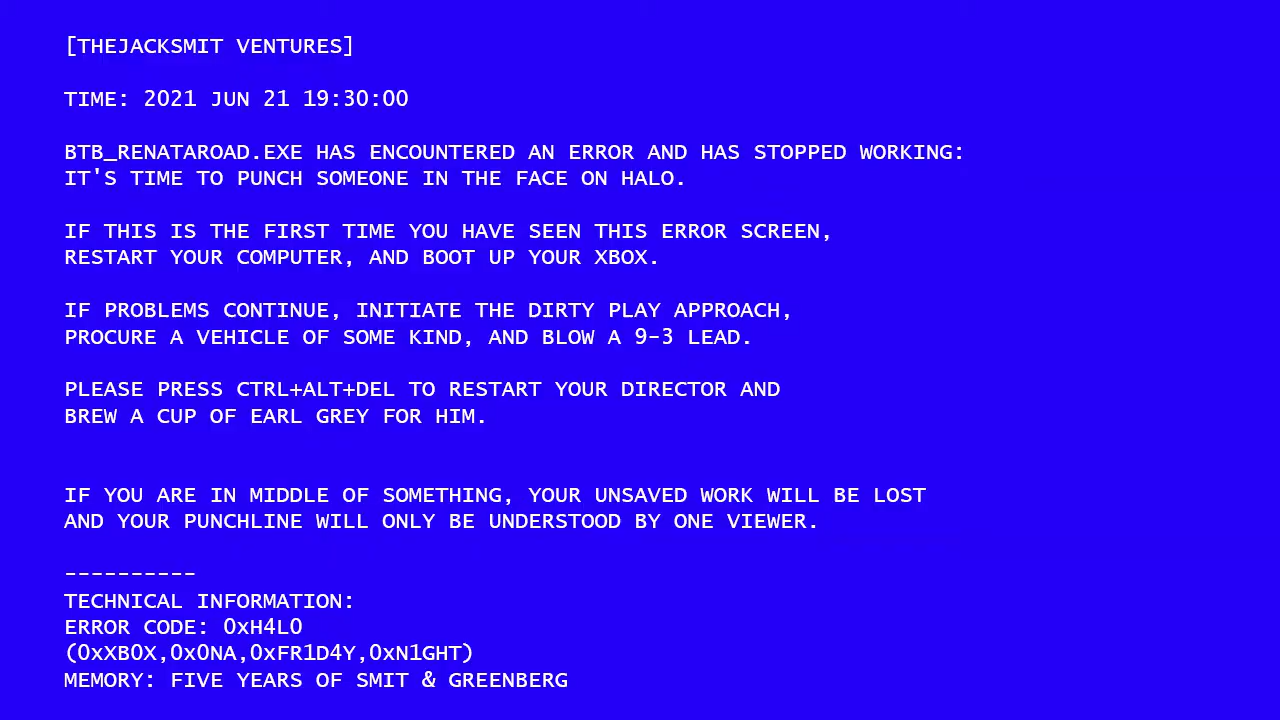 [THEJACKSMIT VENTURES]
TIME: 2021 JUN 21 19:30:00
BTB_RENATAROAD.EXE HAS ENCOUNTERED AN ERROR AND HAS STOPPED WORKING:
IT'S TIME TO PUNCH SOMEONE IN THE FACE ON HALO.
IF THIS IS THE FIRST TIME YOU HAVE SEEN THIS ERROR SCREEN,
RESTART YOUR COMPUTER, AND BOOT UP YOUR XBOX.
IF PROBLEMS CONTINUE, INITIATE THE DIRTY PLAY APPROACH,
PROCURE A VEHICLE OF SOME KIND, AND BLOW A 9-3 LEAD.
PLEASE PRESS CTRL+ALT+DEL TO RESTART YOUR DIRECTOR AND
BREW A CUP OF EARL GREY FOR HIM.
IF YOU ARE IN MIDDLE OF SOMETHING, YOUR UNSAVED WORK WILL BE LOST
AND YOUR PUNCHLINE WILL ONLY BE UNDERSTOOD BY ONE VIEWER.
----------
TECHNICAL INFORMATION:
ERROR CODE: 0xH4L0
(0xXB0X,0x0NA,0xFR1D4Y,0xN1GHT)
MEMORY: FIVE YEARS OF SMIT & GREENBERG